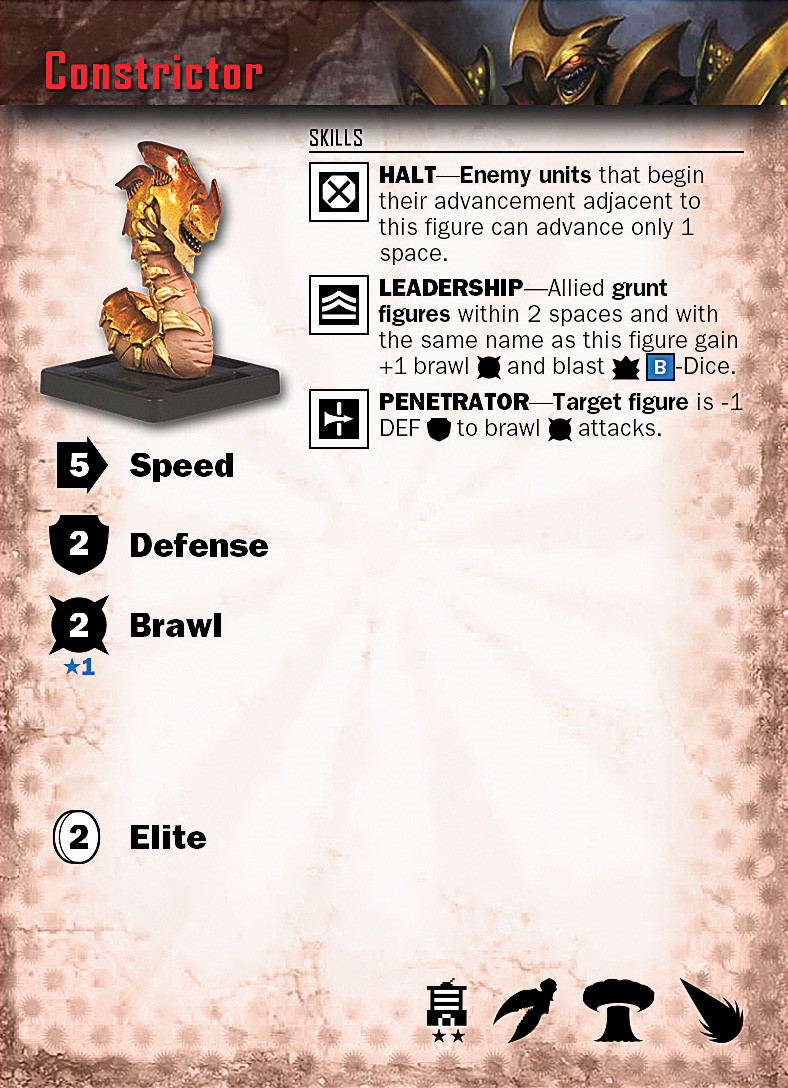 Constrictor
SKILLS
HALT—Enemy units that begin
their advancement adjacent to
this figure can advance only 1
space.
LEADERSHIP—Allied grunt
figures within 2 spaces and with
the same name as this figure gain
+1 brawl and blast B-Dice.
PENETRATOR—Target figure is -1
DEF to brawl attacks.
5 Speed
2 Defense
2 Brawl
★1
2 Elite
★★